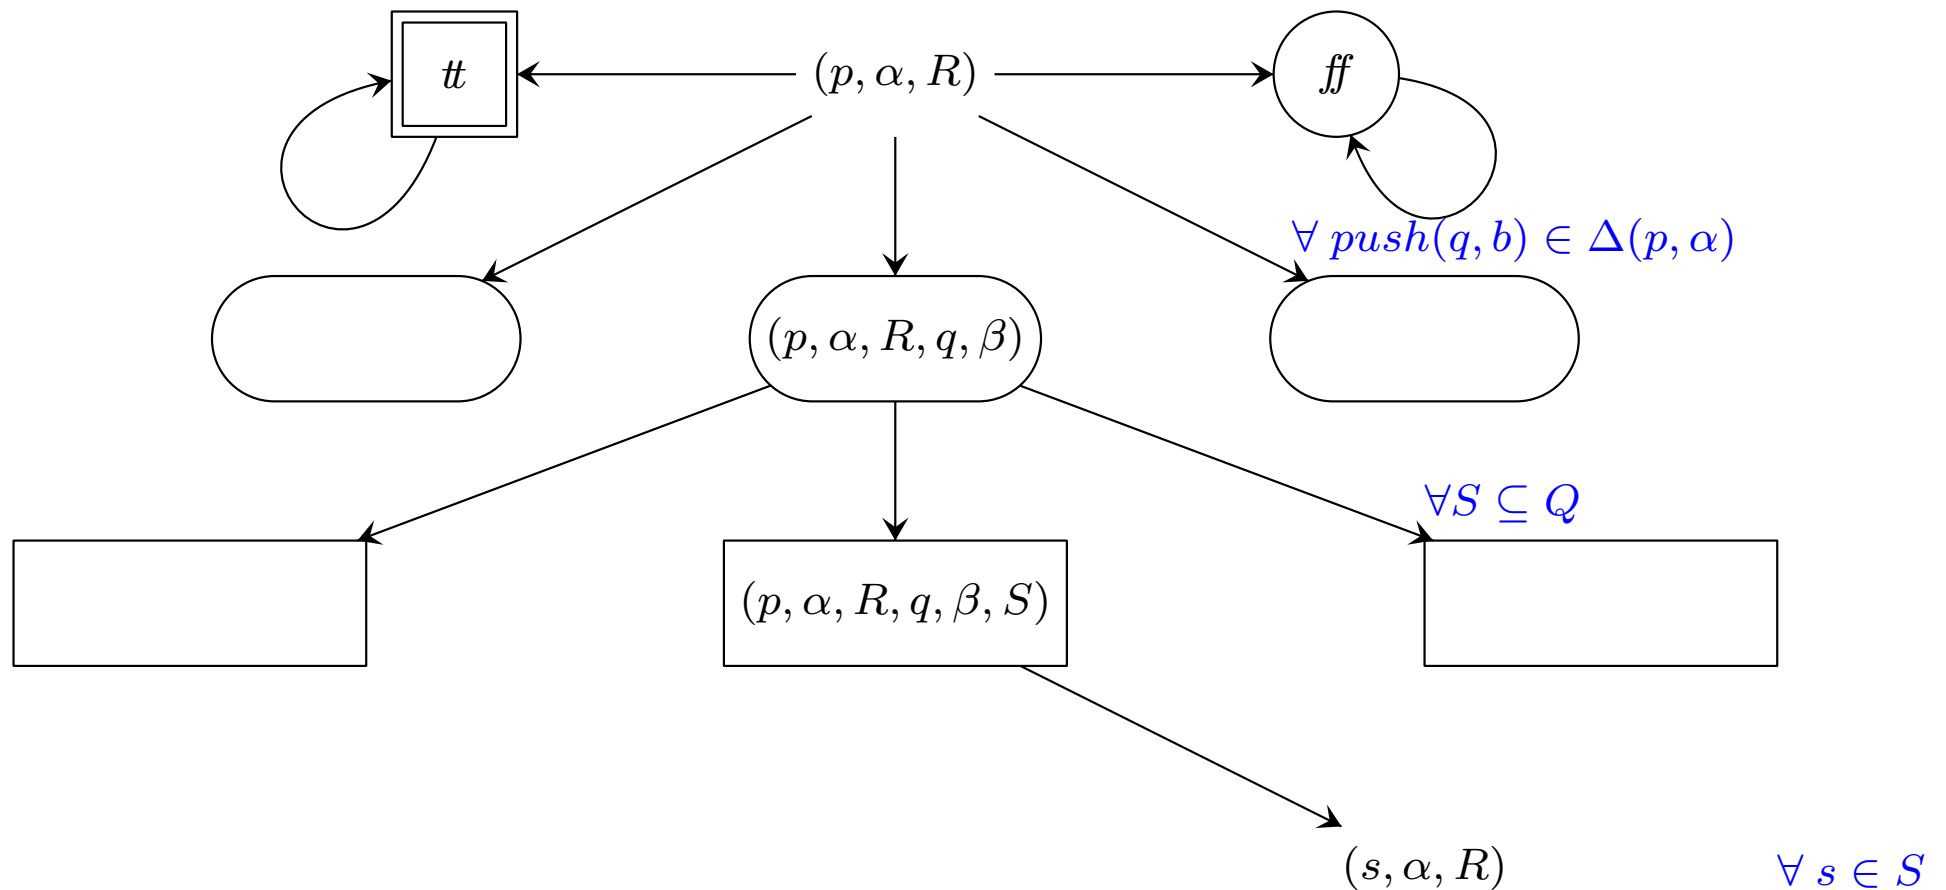 tt (p, α, R) ff
∀ push(q, b) ∈ Δ(p, α)
(p, α, R, q, β)
∀S ⊆ Q
(p, α, R, q, β, S)
(s, α, R) ∀ s ∈ S